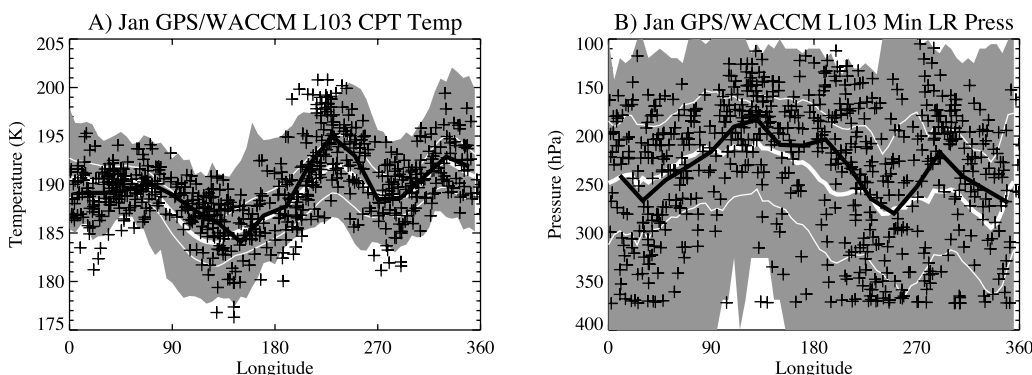 A) Jan GPS/WACCM L103 CPT Temp
205
200
195
190
185
180
175
Temperature (K)
0 90 180 270 360
Longitude
B) Jan GPS/WACCM L103 Min LR Press
100
150
200
250
300
350
400
Pressure (hPa)
0 90 180 270 360
Longitude